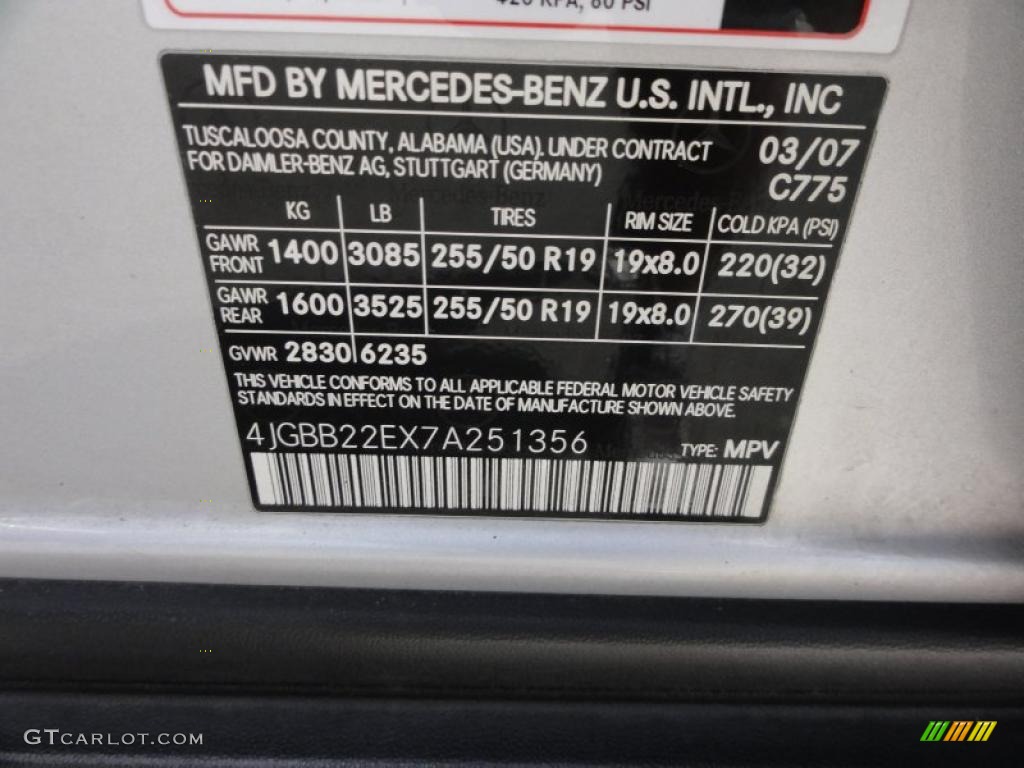 420 KPA, 60 PSI
MFD BY MERCEDES-BENZ U.S. INTL., INC
TUSCALOOSA COUNTY, ALABAMA (USA). UNDER CONTRACT
FOR DAIMLER-BENZ AG, STUTTGART (GERMANY)
03/07
C775
KG LB TIRES RIM SIZE COLD KPA (PSI)
GAWR FRONT 1400 3085 255/50 R19 19x8.0 220(32)
GAWR REAR 1600 3525 255/50 R19 19x8.0 270(39)
GVWR 2830 6235
THIS VEHICLE CONFORMS TO ALL APPLICABLE FEDERAL MOTOR VEHICLE SAFETY
STANDARDS IN EFFECT ON THE DATE OF MANUFACTURE SHOWN ABOVE.
4JGBB22EX7A251356 TYPE: MPV
GTCARLOT.COM